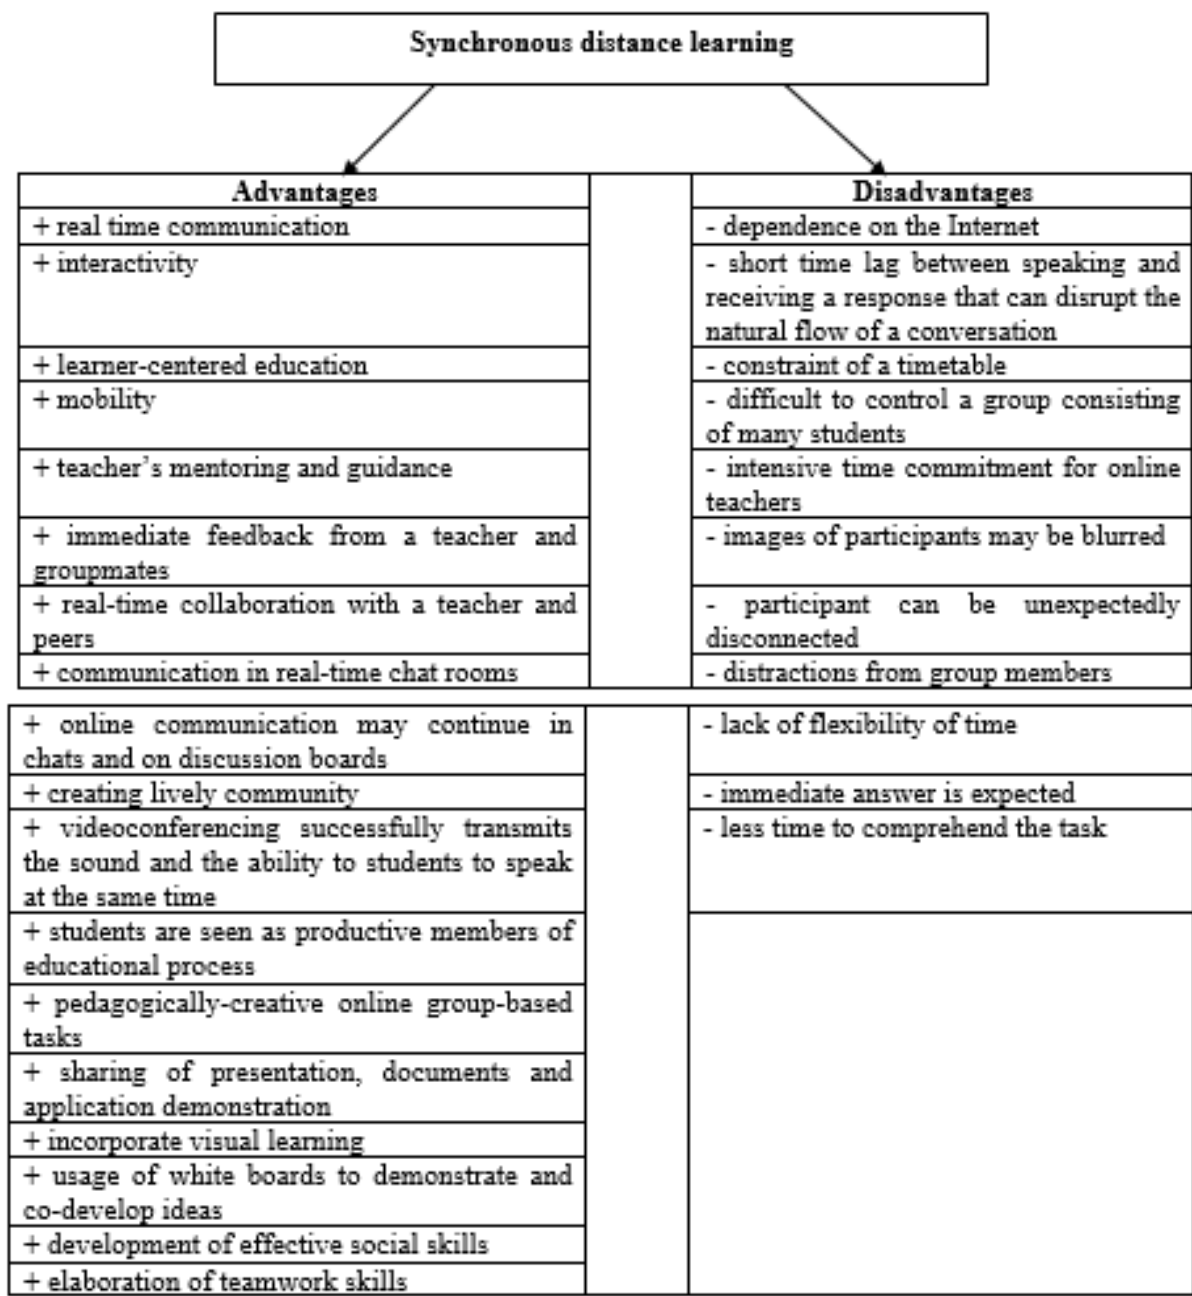 Synchronous distance learning
Advantages
Disadvantages
+ real time communication
- dependence on the Internet
+ interactivity
- short time lag between speaking and
receiving a response that can disrupt the
natural flow of a conversation
+ learner-centered education
- constraint of a timetable
+ mobility
- difficult to control a group consisting
of many students
+ teacher's mentoring and guidance
- intensive time commitment for online
teachers
+ immediate feedback from a teacher and
groupmates
- images of participants may be blurred
+ real-time collaboration with a teacher and
peers
- participant can be unexpectedly
disconnected
+ communication in real-time chat rooms
- distractions from group members
+ online communication may continue in
chats and on discussion boards
- lack of flexibility of time
+ creating lively community
- immediate answer is expected
+ videoconferencing successfully transmits
the sound and the ability to students to speak
at the same time
- less time to comprehend the task
+ students are seen as productive members of
educational process
+ pedagogically-creative online group-based
tasks
+ sharing of presentation, documents and
application demonstration
+ incorporate visual learning
+ usage of white boards to demonstrate and
co-develop ideas
+ development of effective social skills
+ elaboration of teamwork skills